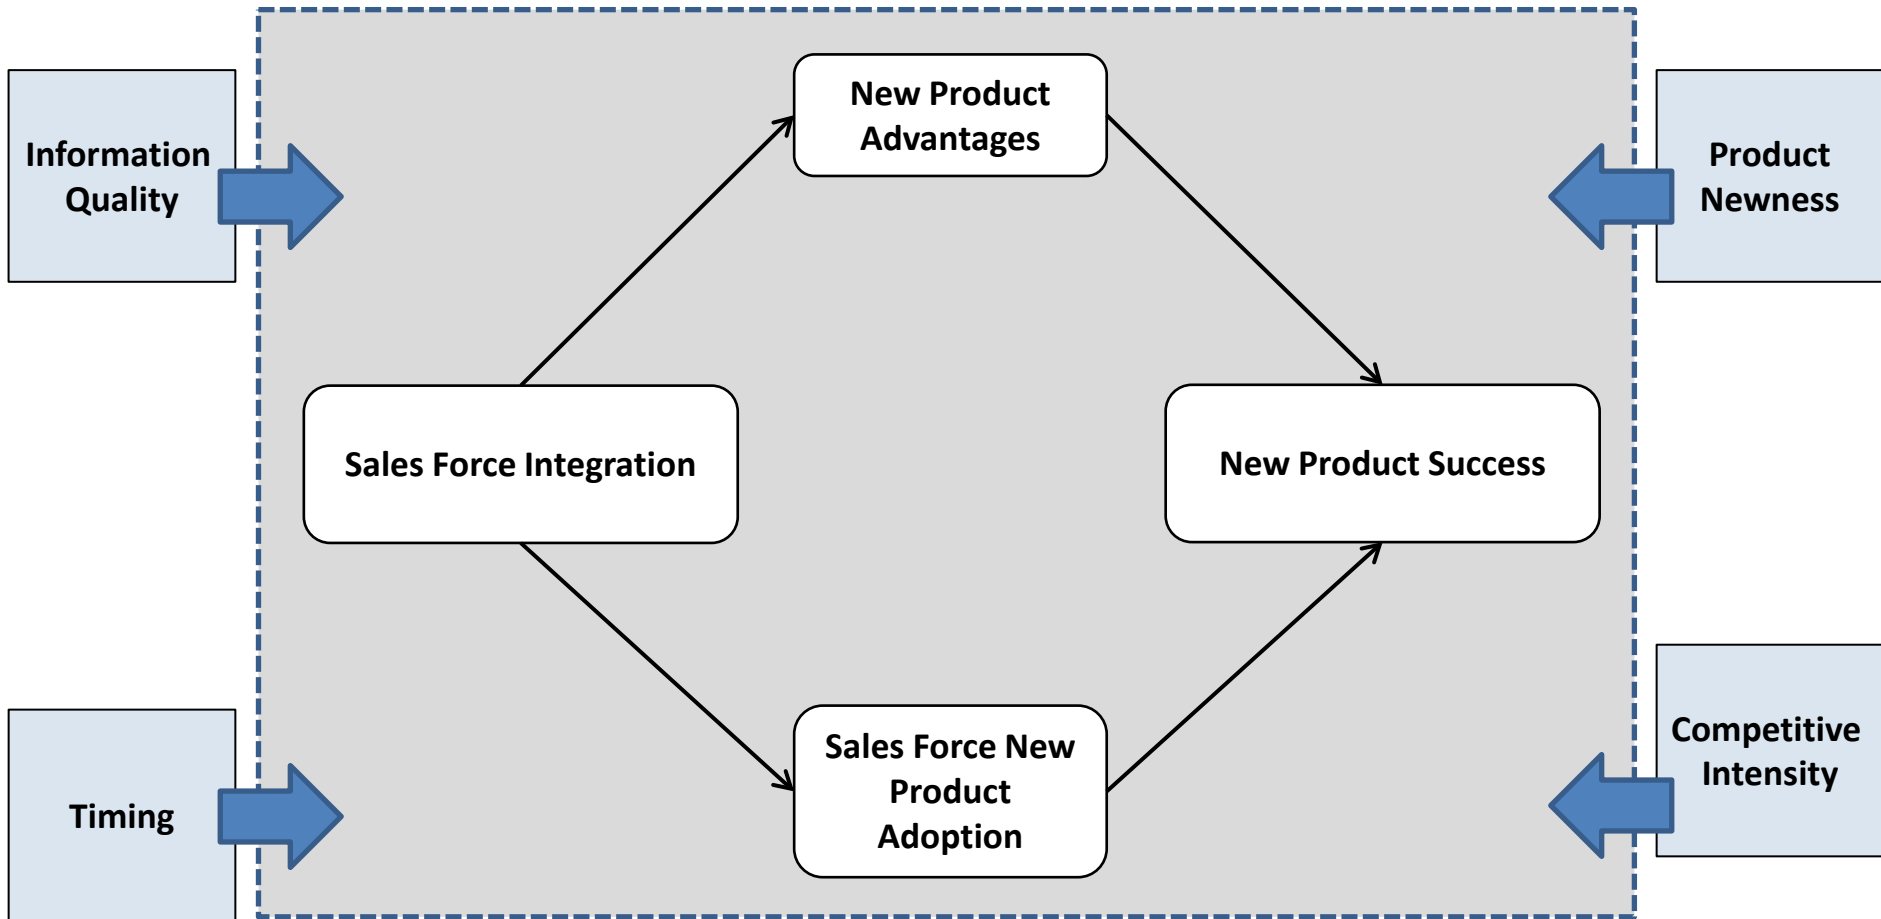 New Product
Advantages
Information
Quality
Product
Newness
Sales Force Integration
New Product Success
Sales Force New
Product
Adoption
Competitive
Intensity
Timing